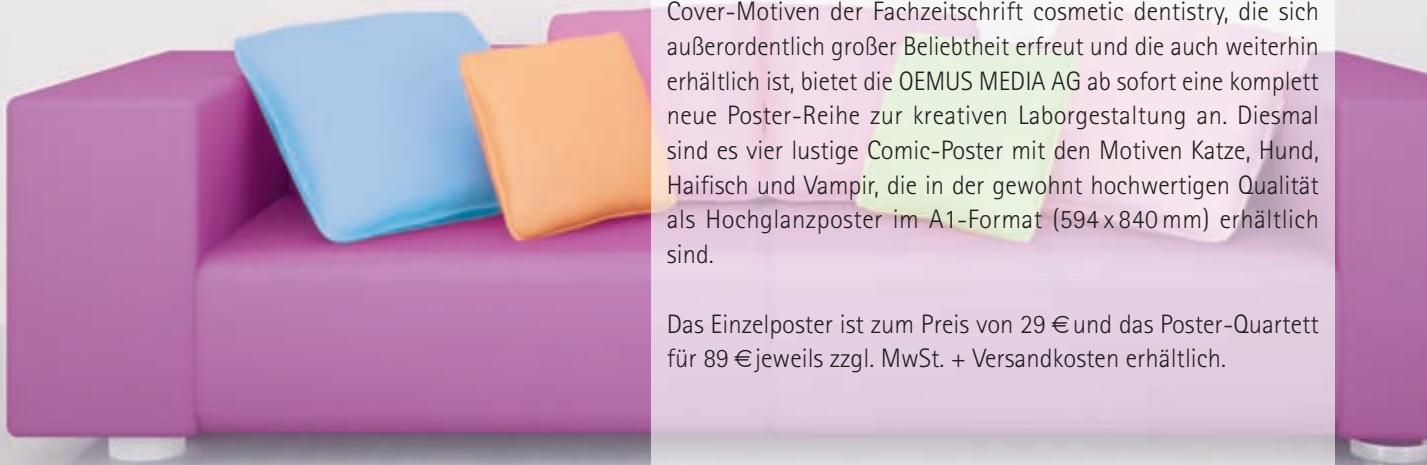 Cover-Motiven der Fachzeitschrift cosmetic dentistry, die sich
außerordentlich großer Beliebtheit erfreut und die auch weiterhin
erhältlich ist, bietet die OEMUS MEDIA AG ab sofort eine komplett
neue Poster-Reihe zur kreativen Laborgestaltung an. Diesmal
sind es vier lustige Comic-Poster mit den Motiven Katze, Hund,
Haifisch und Vampir, die in der gewohnt hochwertigen Qualität
als Hochglanzposter im A1-Format (594 x 840 mm) erhältlich
sind.
Das Einzelposter ist zum Preis von 29 € und das Poster-Quartett
für 89 € jeweils zzgl. MwSt. + Versandkosten erhältlich.